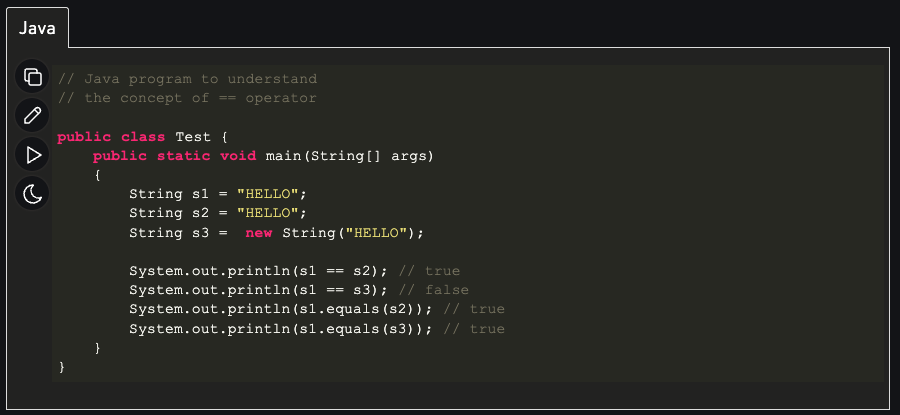 Java
// Java program to understand
// the concept of == operator
public class Test {
    public static void main(String[] args)
    {
        String s1 = "HELLO";
        String s2 = "HELLO";
        String s3 =  new String("HELLO");
        System.out.println(s1 == s2); // true
        System.out.println(s1 == s3); // false
        System.out.println(s1.equals(s2)); // true
        System.out.println(s1.equals(s3)); // true
    }
}